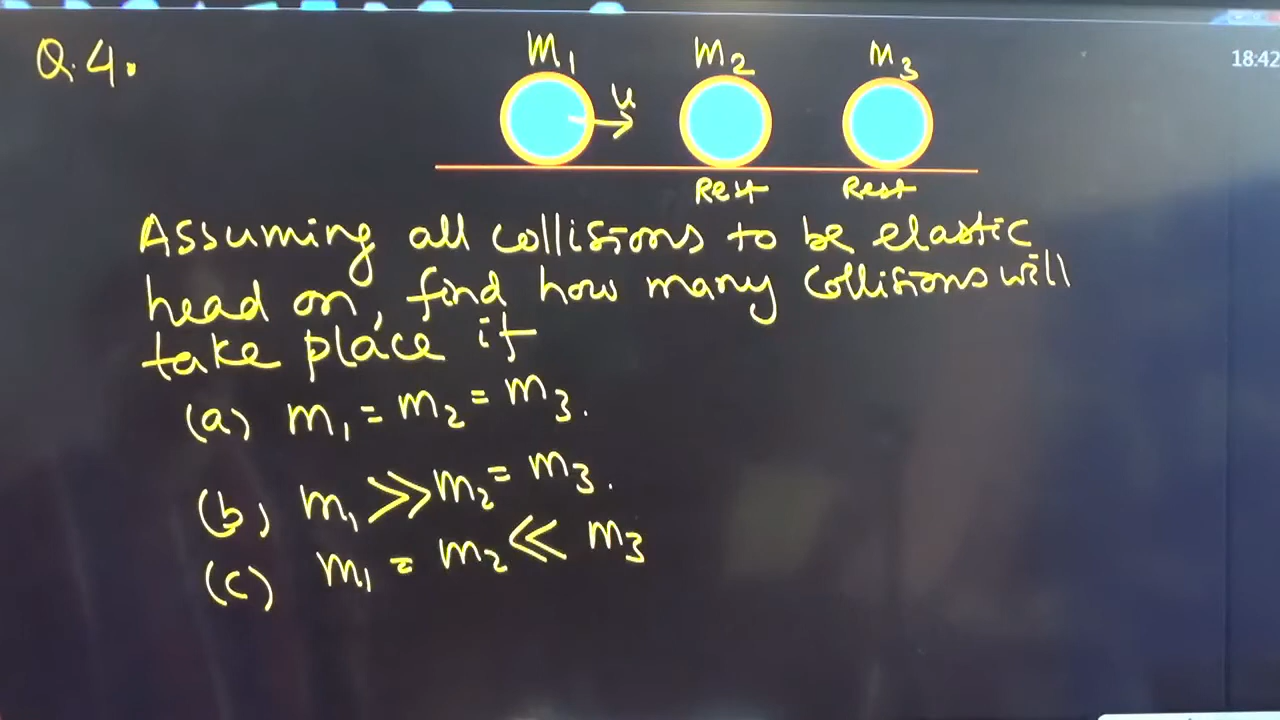 Q.4.
m₁ m₂ m₃
u
Rest Rest
Assuming all collisions to be elastic
head on, find how many collisions will
take place if
(a) m₁ = m₂ = m₃.
(b) m₁ >> m₂ = m₃.
(c) m₁ = m₂ << m₃
18:42